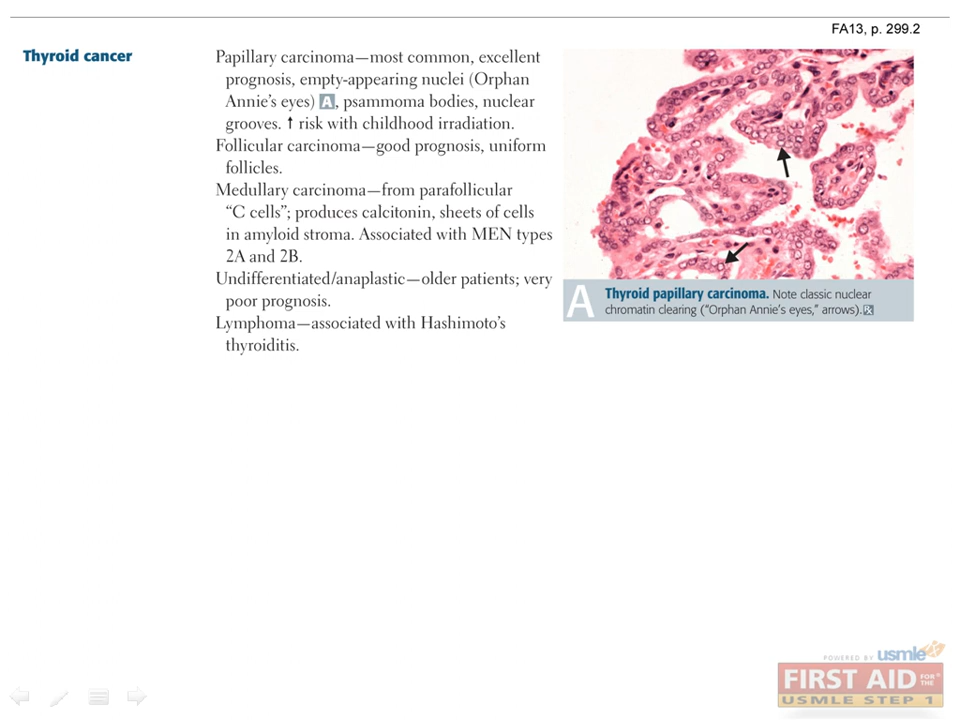 FA13, p. 299.2
Thyroid cancer
Papillary carcinoma—most common, excellent
prognosis, empty-appearing nuclei (Orphan
Annie's eyes) A, psammoma bodies, nuclear
grooves. ↑ risk with childhood irradiation.
Follicular carcinoma—good prognosis, uniform
follicles.
Medullary carcinoma—from parafollicular
“C cells”; produces calcitonin, sheets of cells
in amyloid stroma. Associated with MEN types
2A and 2B.
Undifferentiated/anaplastic—older patients; very
poor prognosis.
Lymphoma—associated with Hashimoto's
thyroiditis.
A
Thyroid papillary carcinoma. Note classic nuclear
chromatin clearing (“Orphan Annie's eyes,” arrows). Rx
POWERED BY usmle Rx
FIRST AID FOR THE®
USMLE STEP 1